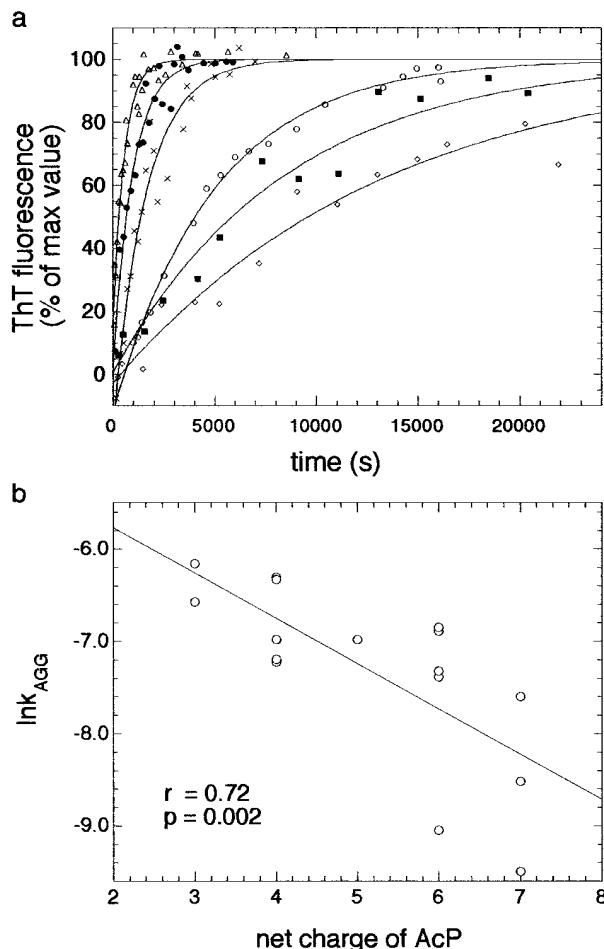 a
ThT fluorescence
(% of max value)
100
80
60
40
20
0
0 5000 10000 15000 20000
time (s)
b
lnk AGG
-6.0
-7.0
-8.0
-9.0
r = 0.72
p = 0.002
2 3 4 5 6 7 8
net charge of AcP